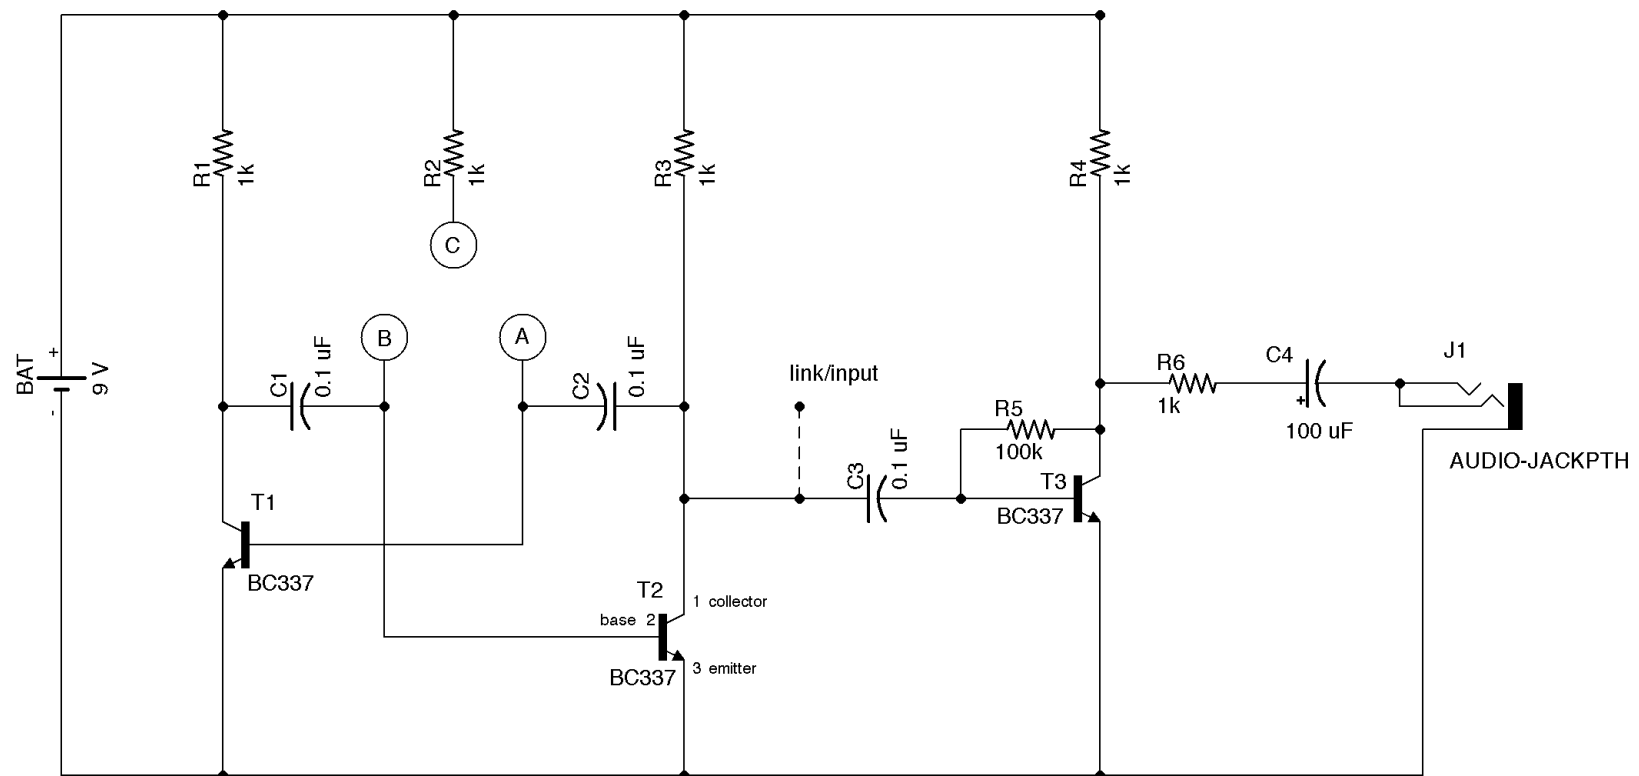 R1
1k
R2
1k
R3
1k
R4
1k
C
BAT
+
-
9 V
B
A
C1
0.1 uF
C2
0.1 uF
link/input
R6
1k
C4
+
100 uF
J1
AUDIO-JACKPTH
R5
100k
C3
0.1 uF
T3
BC337
T1
BC337
T2
1 collector
base 2
BC337
3 emitter